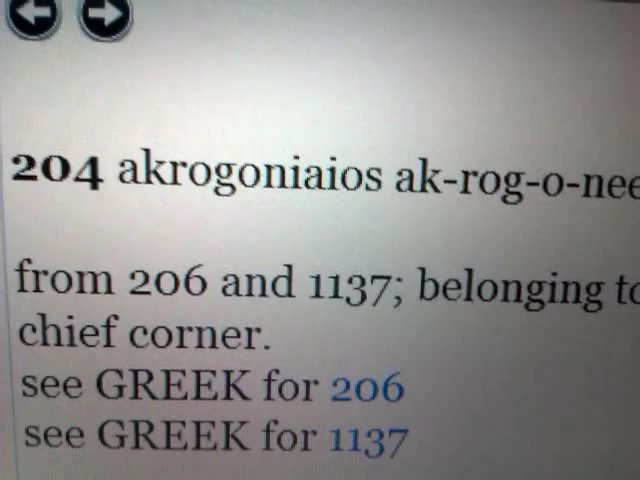 204 akrogoniaios ak-rog-o-nee
from 206 and 1137; belonging to
chief corner.
see GREEK for 206
see GREEK for 1137